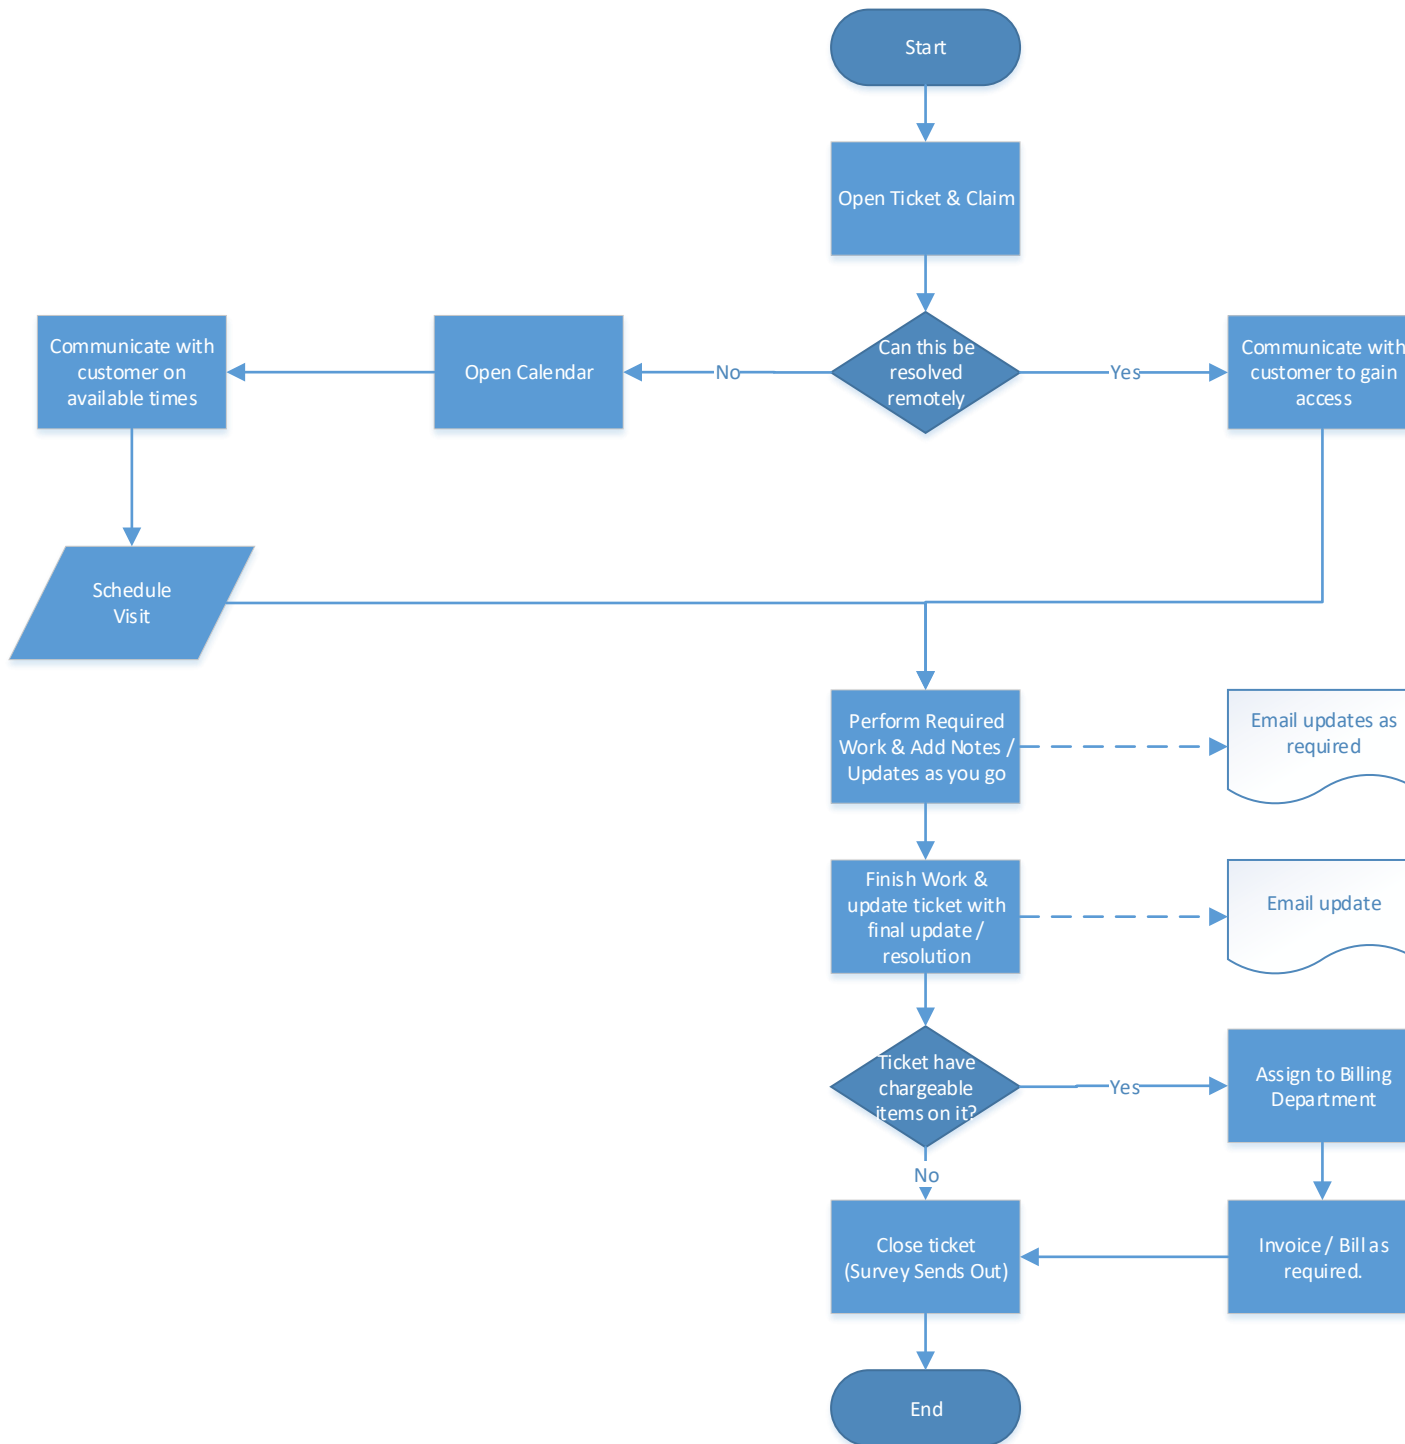 Start
Open Ticket & Claim
Communicate with
customer on
available times
Open Calendar
No
Can this be
resolved
remotely
Yes
Communicate with
customer to gain
access
Schedule
Visit
Perform Required
Work & Add Notes /
Updates as you go
Email updates as
required
Finish Work &
update ticket with
final update /
resolution
Email update
Ticket have
chargeable
items on it?
Yes
Assign to Billing
Department
No
Close ticket
(Survey Sends Out)
Invoice / Bill as
required.
End